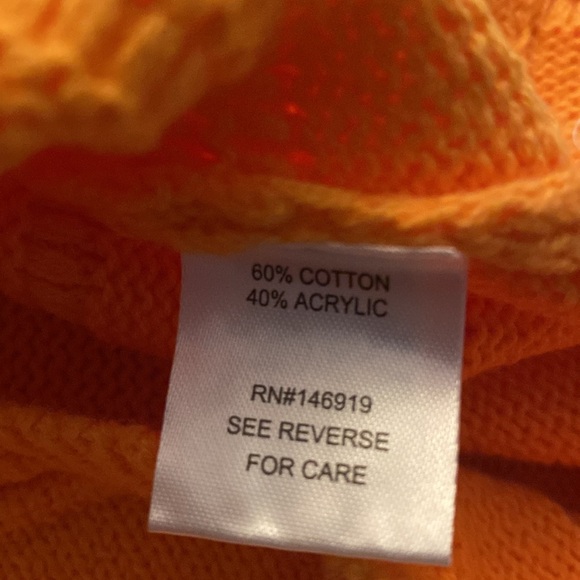 60% COTTON
40% ACRYLIC
RN#146919
SEE REVERSE
FOR CARE